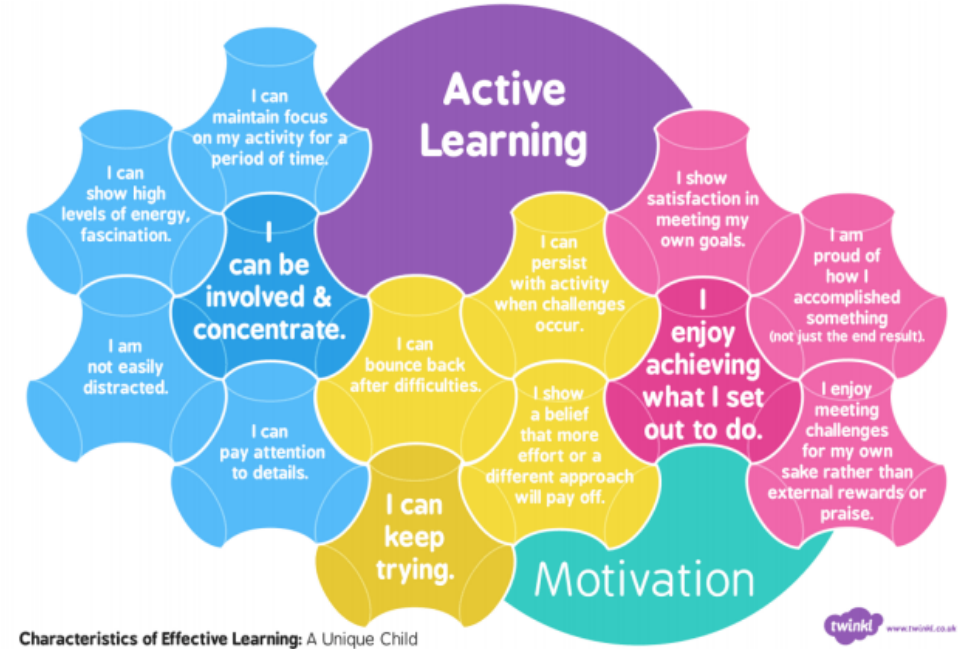 Active
Learning
I can
maintain focus
on my activity for a
period of time.
I can
show high
levels of energy,
fascination.
I
can be
involved &
concentrate.
I am
not easily
distracted.
I can
pay attention
to details.
I can
bounce back
after difficulties.
I can
persist
with activity
when challenges
occur.
I show
a belief
that more
effort or a
different approach
will pay off.
I can
keep
trying.
I show
satisfaction in
meeting my
own goals.
I am
proud of
how I
accomplished
something
(not just the end result).
I
enjoy
achieving
what I set
out to do.
I enjoy
meeting
challenges
for my own
sake rather than
external rewards or
praise.
Motivation
Characteristics of Effective Learning: A Unique Child
twinkl
www.twinkl.co.uk